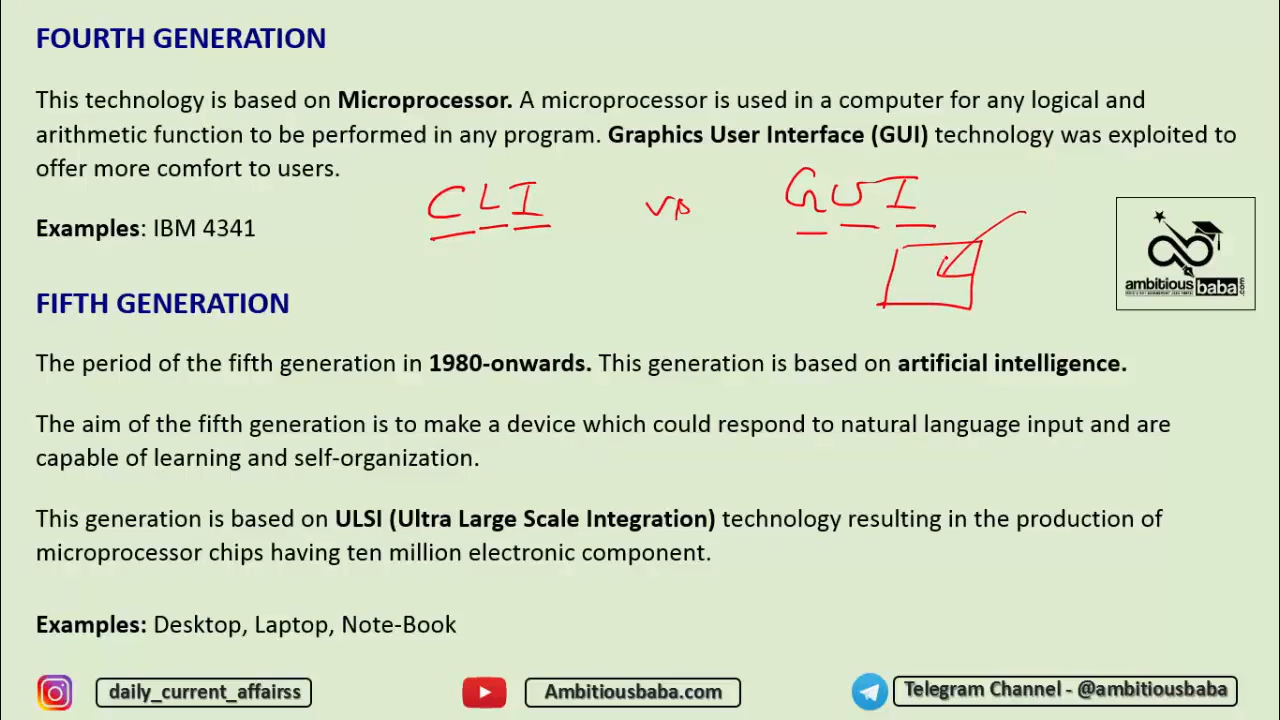 FOURTH GENERATION
This technology is based on Microprocessor. A microprocessor is used in a computer for any logical and
arithmetic function to be performed in any program. Graphics User Interface (GUI) technology was exploited to
offer more comfort to users.
CLI vs GUI
Examples: IBM 4341
ambitious
baba
.com
FIFTH GENERATION
The period of the fifth generation in 1980-onwards. This generation is based on artificial intelligence.
The aim of the fifth generation is to make a device which could respond to natural language input and are
capable of learning and self-organization.
This generation is based on ULSI (Ultra Large Scale Integration) technology resulting in the production of
microprocessor chips having ten million electronic component.
Examples: Desktop, Laptop, Note-Book
daily_current_affairss
Ambitiousbaba.com
Telegram Channel - @ambitiousbaba